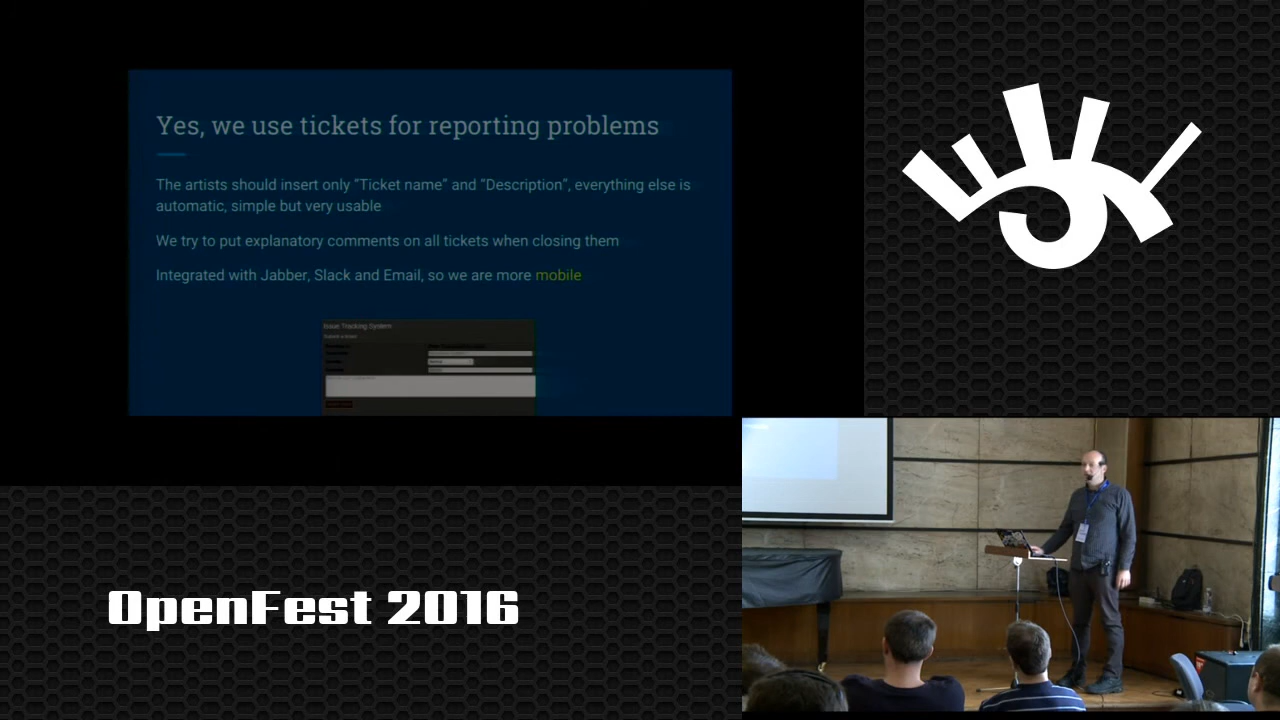 Yes, we use tickets for reporting problems
The artists should insert only “Ticket name” and “Description”, everything else is
automatic, simple but very usable
We try to put explanatory comments on all tickets when closing them
Integrated with Jabber, Slack and Email, so we are more mobile
Issue Tracking System
OpenFest 2016